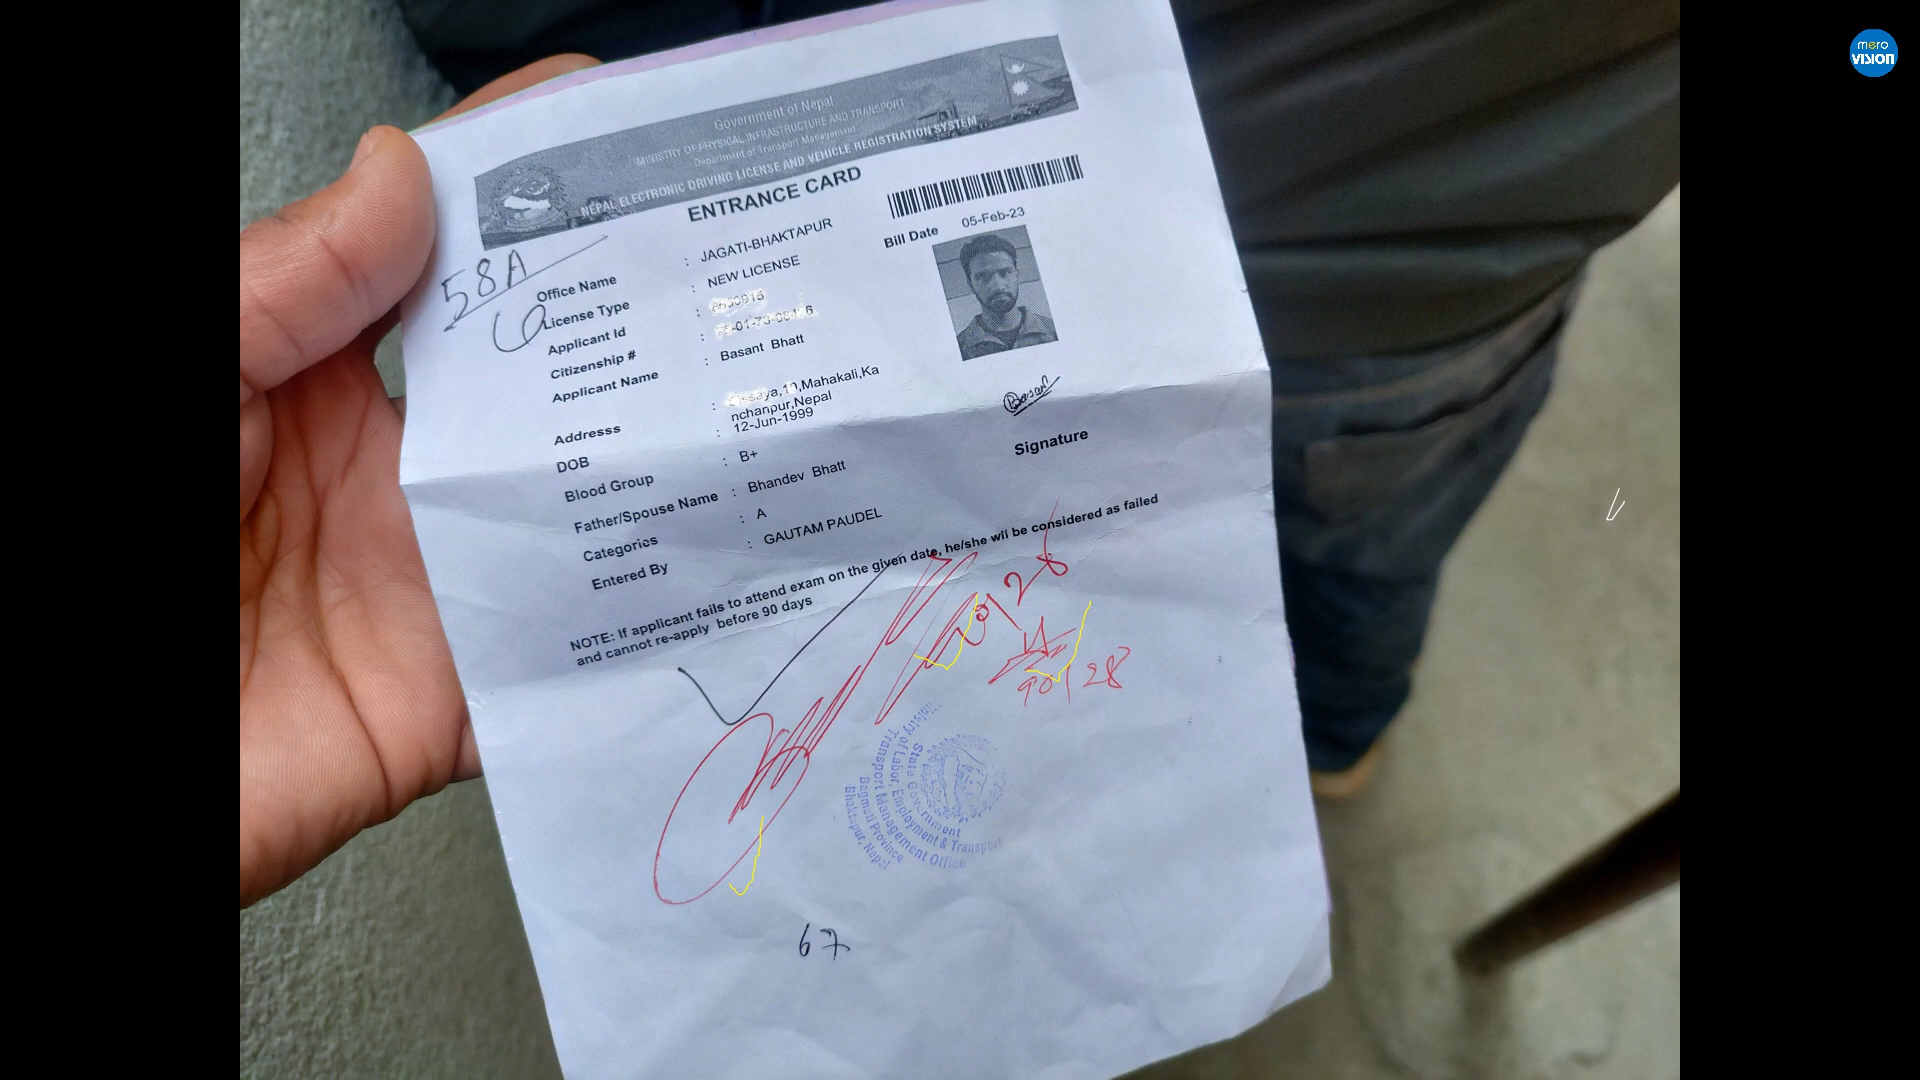 mero
VISION
Government of Nepal
MINISTRY OF PHYSICAL INFRASTRUCTURE AND TRANSPORT
Department of Transport Management
NEPAL ELECTRONIC DRIVING LICENSE AND VEHICLE REGISTRATION SYSTEM
ENTRANCE CARD
Bill Date 05-Feb-23
58A
Office Name : JAGATI-BHAKTAPUR
License Type : NEW LICENSE
Applicant Id :
Citizenship # :
Applicant Name : Basant Bhatt
Addresss : ,Mahakali,Ka
nchanpur,Nepal
DOB : 12-Jun-1999
Blood Group : B+
Father/Spouse Name : Bhandev Bhatt
Categories : A
Entered By : GAUTAM PAUDEL
Basant
Signature
NOTE: If applicant fails to attend exam on the given date, he/she wil be considered as failed
and cannot re-apply before 90 days
State Government
Ministry of Labor, Employment & Transport
Transport Management Office
Bagmati Province
Bhaktapur, Nepal
67